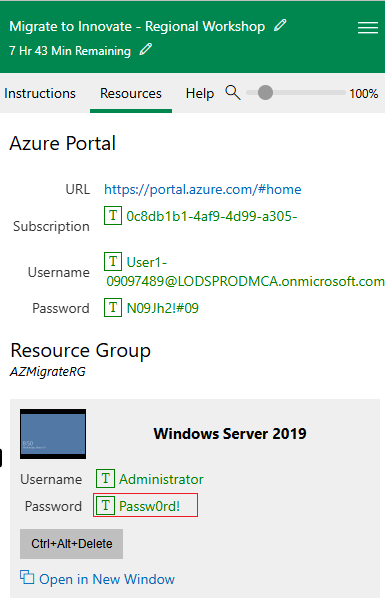 Migrate to Innovate - Regional Workshop
7 Hr 43 Min Remaining
Instructions Resources Help 100%
Azure Portal
URL https://portal.azure.com/#home
Subscription T 0c8db1b1-4af9-4d99-a305-
Username T User1-
09097489@LODSPRODMCA.onmicrosoft.com
Password T N09Jh2!#09
Resource Group
AZMigrateRG
Windows Server 2019
Username T Administrator
Password T Passw0rd!
Ctrl+Alt+Delete
Open in New Window